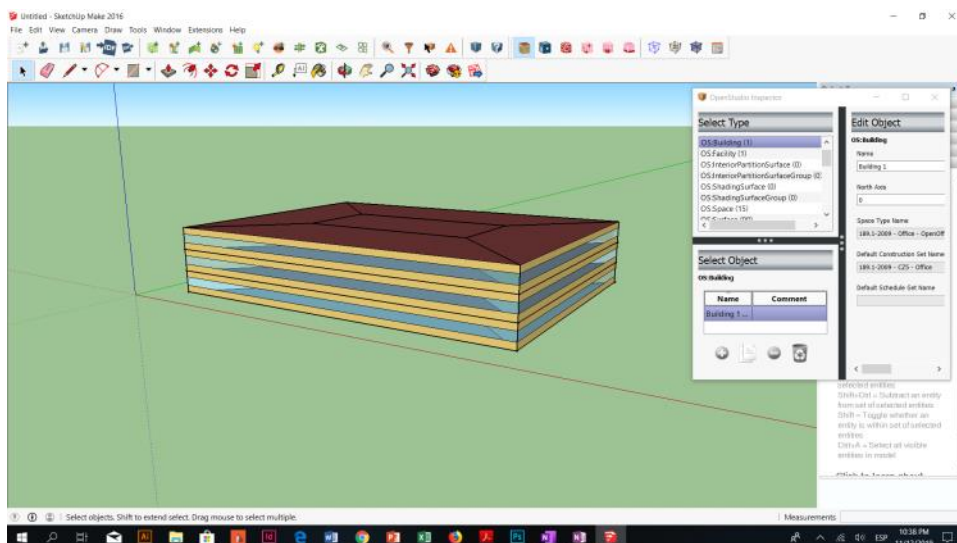 Untitled - SketchUp Make 2016
File Edit View Camera Draw Tools Window Extensions Help
OpenStudio Inspector
Select Type
OS:Building (1)
OS:Facility (1)
OS:InteriorPartitionSurface (0)
OS:InteriorPartitionSurfaceGroup (0)
OS:ShadingSurface (0)
OS:ShadingSurfaceGroup (0)
OS:Space (15)
Select Object
OS:Building
Name Comment
Building 1 ...
Edit Object
OS:Building
Name
Building 1
North Axis
0
Space Type Name
189.1-2009 - Office - OpenOff
Default Construction Set Name
189.1-2009 - CZ5 - Office
Default Schedule Set Name
selected entities
Shift+Ctrl = Subtract an entity
from set of selected entities
Shift = Toggle whether an
entity is within set of selected
entities
Ctrl+A = Select all visible
entities in model
Select objects. Shift to extend select. Drag mouse to select multiple.
Measurements
ESP
10:36 PM